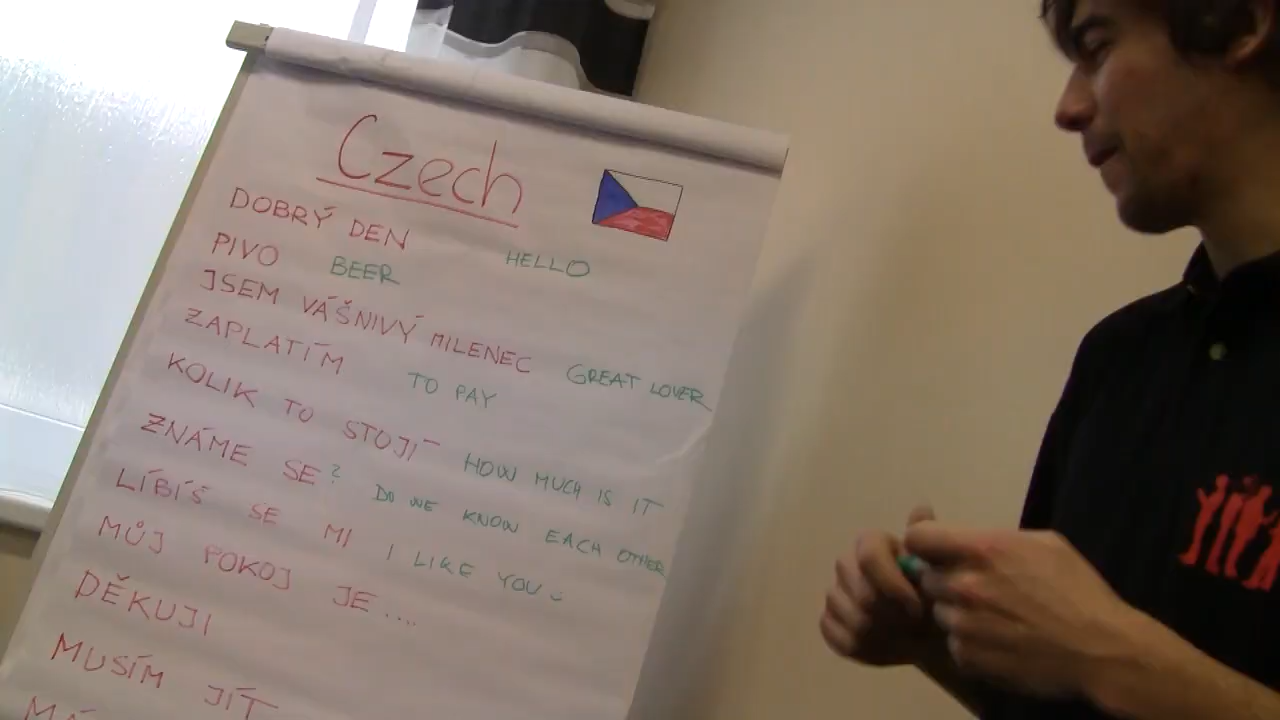 Czech
DOBRÝ DEN HELLO
PIVO BEER
JSEM VÁŠNIVÝ MILENEC GREAT LOVER
ZAPLATÍM TO PAY
KOLIK TO STOJÍ HOW MUCH IS IT
ZNÁME SE? DO WE KNOW EACH OTHER
LÍBÍŠ SE MI I LIKE YOU
MŮJ POKOJ JE....
DĚKUJI
MUSÍM JÍT